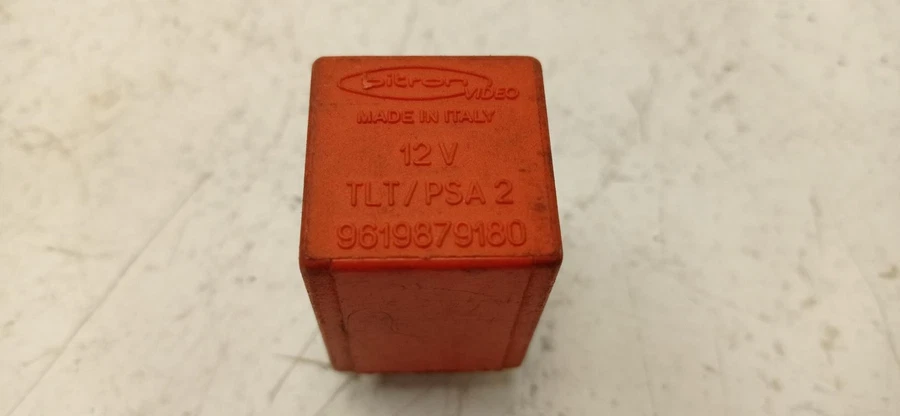 bitron
VIDEO
MADE IN ITALY
12 V
TLT/PSA 2
9619879180